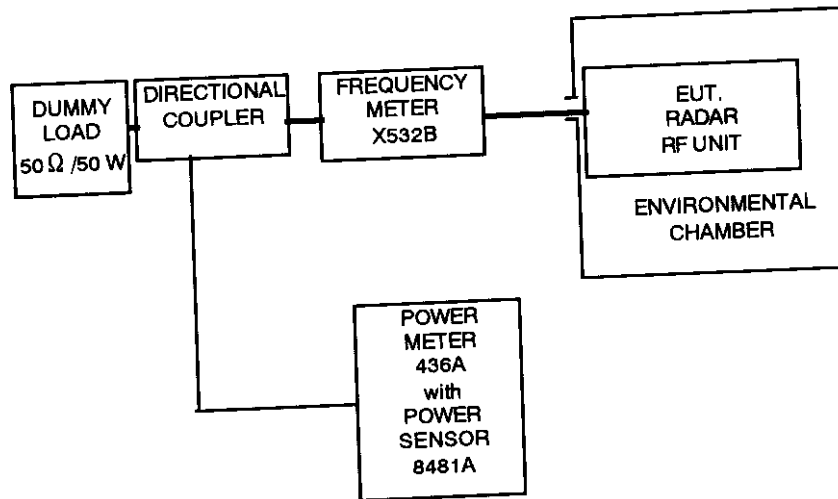 DUMMY
LOAD
50 Ω /50 W
DIRECTIONAL
COUPLER
FREQUENCY
METER
X532B
EUT,
RADAR
RF UNIT
ENVIRONMENTAL
CHAMBER
POWER
METER
436A
with
POWER
SENSOR
8481A